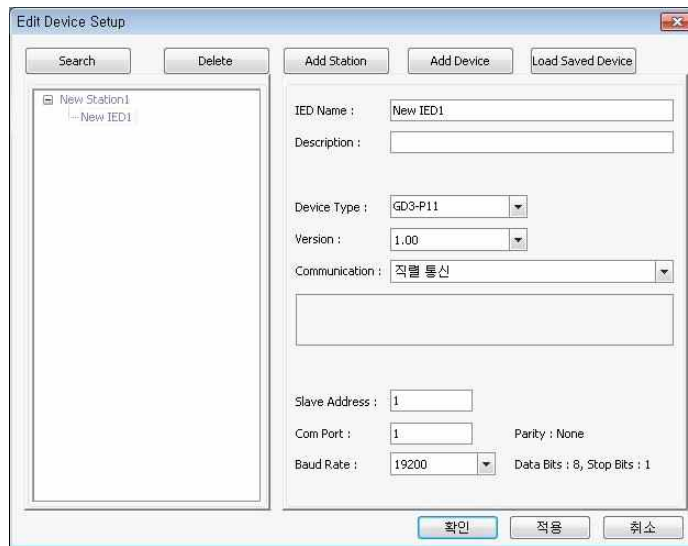 Edit Device Setup
Search Delete Add Station Add Device Load Saved Device
New Station1
New IED1
IED Name : New IED1
Description :
Device Type : GD3-P11
Version : 1.00
Communication : 직렬 통신
Slave Address : 1
Com Port : 1 Parity : None
Baud Rate : 19200 Data Bits : 8, Stop Bits : 1
확인 적용 취소